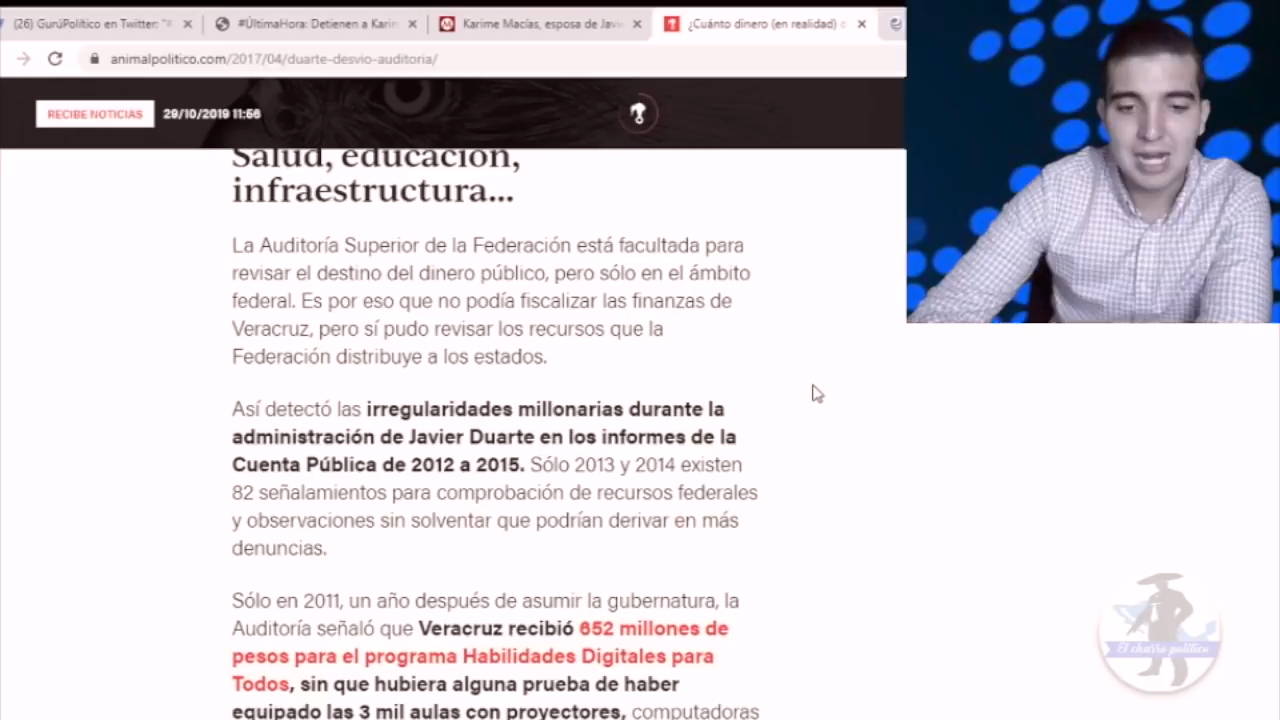 (26) GurúPolítico en Twitter: "#
#ÚltimaHora: Detienen a Karin
Karime Macías, esposa de Javi
¿Cuánto dinero (en realidad)
animalpolitico.com/2017/04/duarte-desvio-auditoria/
RECIBE NOTICIAS
29/10/2019 11:56
Salud, educación,
infraestructura...
La Auditoría Superior de la Federación está facultada para
revisar el destino del dinero público, pero sólo en el ámbito
federal. Es por eso que no podía fiscalizar las finanzas de
Veracruz, pero sí pudo revisar los recursos que la
Federación distribuye a los estados.
Así detectó las irregularidades millonarias durante la
administración de Javier Duarte en los informes de la
Cuenta Pública de 2012 a 2015. Sólo 2013 y 2014 existen
82 señalamientos para comprobación de recursos federales
y observaciones sin solventar que podrían derivar en más
denuncias.
Sólo en 2011, un año después de asumir la gubernatura, la
Auditoría señaló que Veracruz recibió 652 millones de
pesos para el programa Habilidades Digitales para
Todos, sin que hubiera alguna prueba de haber
equipado las 3 mil aulas con proyectores, computadoras
El churro político